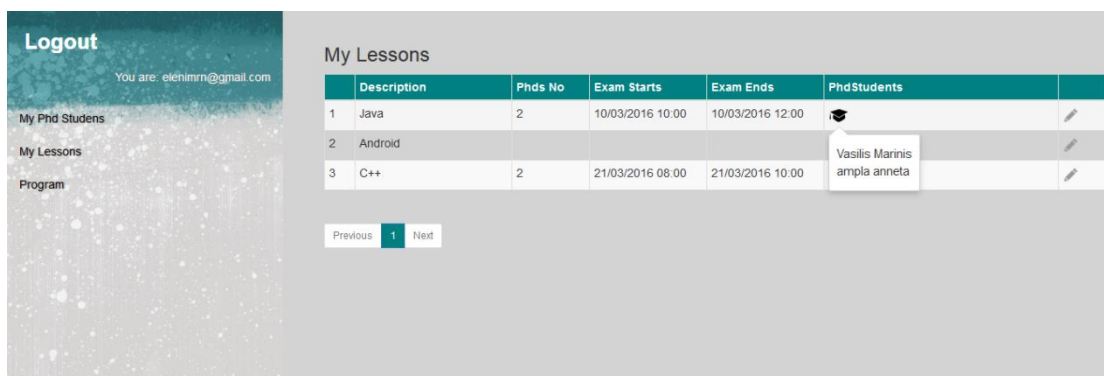 Logout
You are: elenimrn@gmail.com
My Phd Studens
My Lessons
Program
My Lessons
Description Phds No Exam Starts Exam Ends PhdStudents
1 Java 2 10/03/2016 10:00 10/03/2016 12:00
2 Android
3 C++ 2 21/03/2016 08:00 21/03/2016 10:00
Vasilis Marinis
ampla anneta
Previous 1 Next